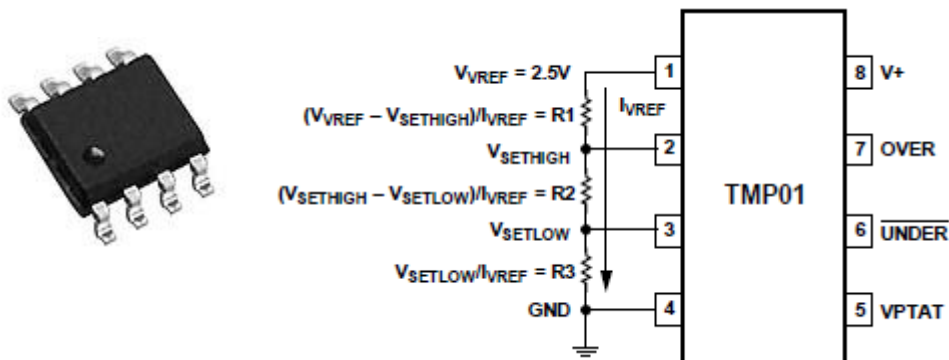 V_VREF = 2.5V
(V_VREF – V_SETHIGH)/I_VREF = R1
V_SETHIGH
(V_SETHIGH – V_SETLOW)/I_VREF = R2
V_SETLOW
V_SETLOW/I_VREF = R3
GND
I_VREF
1
2
3
4
TMP01
8 V+
7 OVER
6 UNDER
5 VPTAT